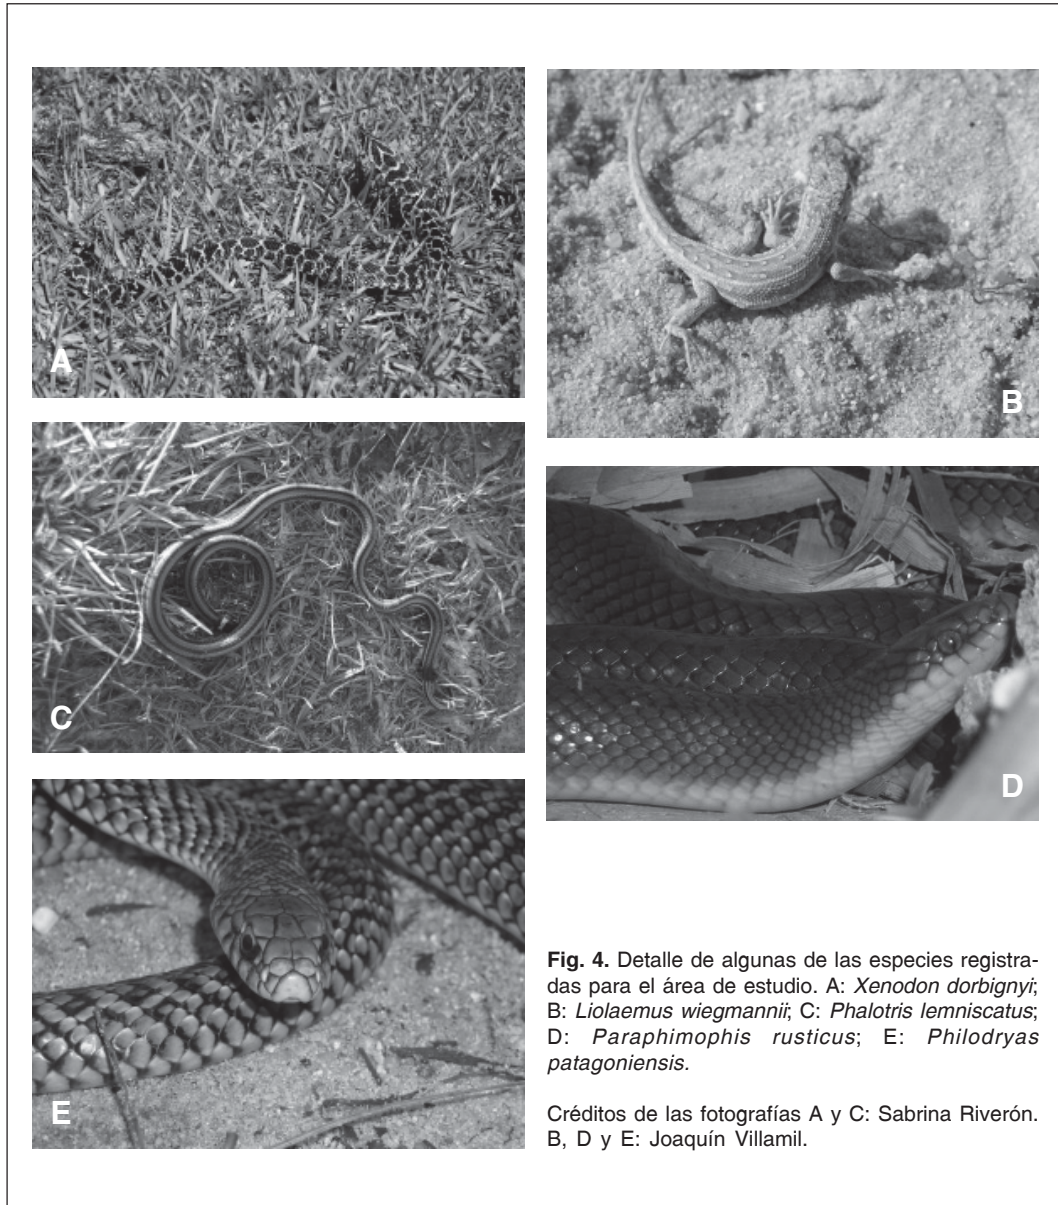 A
B
C
D
E
Fig. 4. Detalle de algunas de las especies registra-
das para el área de estudio. A: Xenodon dorbignyi;
B: Liolaemus wiegmannii; C: Phalotris lemniscatus;
D: Paraphimophis rusticus; E: Philodryas
patagoniensis.
Créditos de las fotografías A y C: Sabrina Riverón.
B, D y E: Joaquín Villamil.